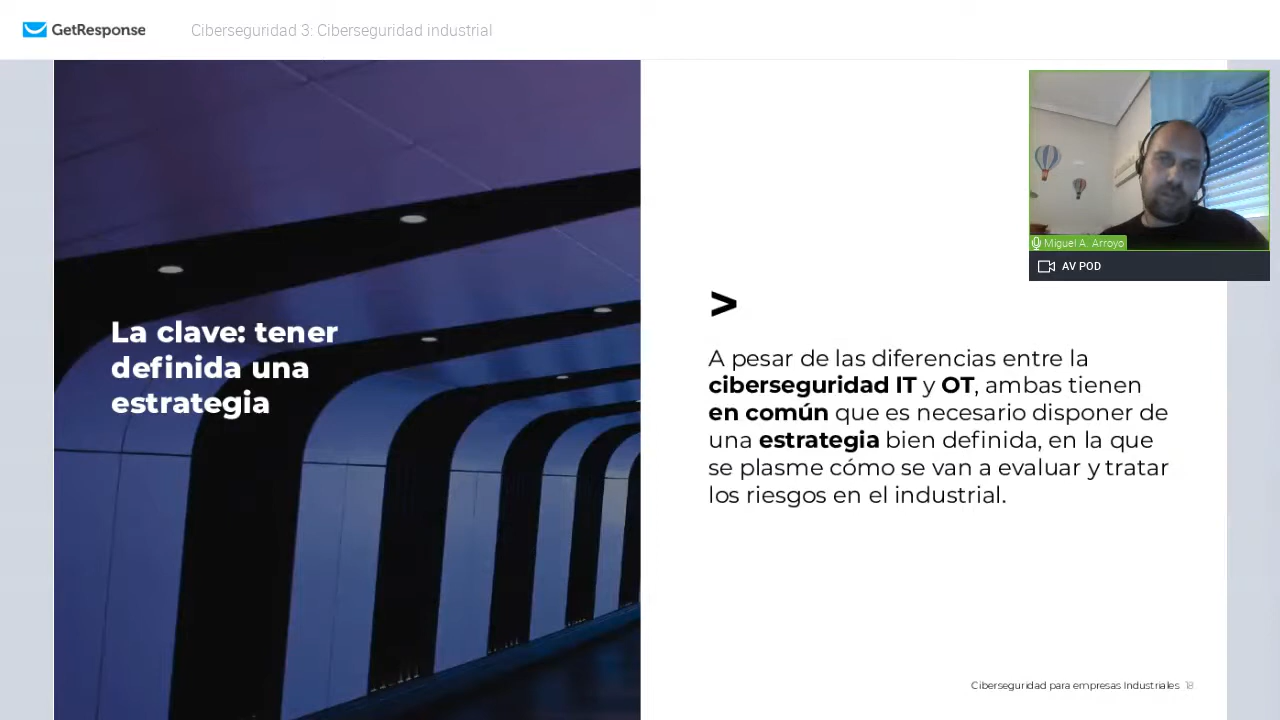 GetResponse
Ciberseguridad 3: Ciberseguridad industrial
Miguel A. Arroyo
AV POD
La clave: tener
definida una
estrategia
>
A pesar de las diferencias entre la
ciberseguridad IT y OT, ambas tienen
en común que es necesario disponer de
una estrategia bien definida, en la que
se plasme cómo se van a evaluar y tratar
los riesgos en el industrial.
Ciberseguridad para empresas Industriales 18